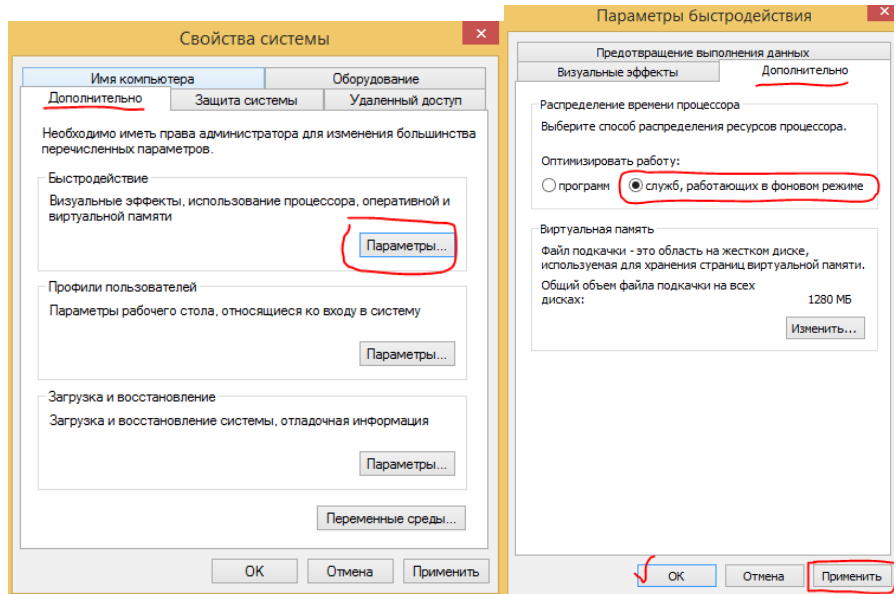 Свойства системы
Имя компьютера
Оборудование
Дополнительно
Защита системы
Удаленный доступ
Необходимо иметь права администратора для изменения большинства
перечисленных параметров.
Быстродействие
Визуальные эффекты, использование процессора, оперативной и
виртуальной памяти
Параметры...
Профили пользователей
Параметры рабочего стола, относящиеся ко входу в систему
Параметры...
Загрузка и восстановление
Загрузка и восстановление системы, отладочная информация
Параметры...
Переменные среды...
OK
Отмена
Применить
Параметры быстродействия
Предотвращение выполнения данных
Визуальные эффекты
Дополнительно
Распределение времени процессора
Выберите способ распределения ресурсов процессора.
Оптимизировать работу:
программ
служб, работающих в фоновом режиме
Виртуальная память
Файл подкачки - это область на жестком диске,
используемая для хранения страниц виртуальной памяти.
Общий объем файла подкачки на всех
дисках:
1280 МБ
Изменить...
OK
Отмена
Применить